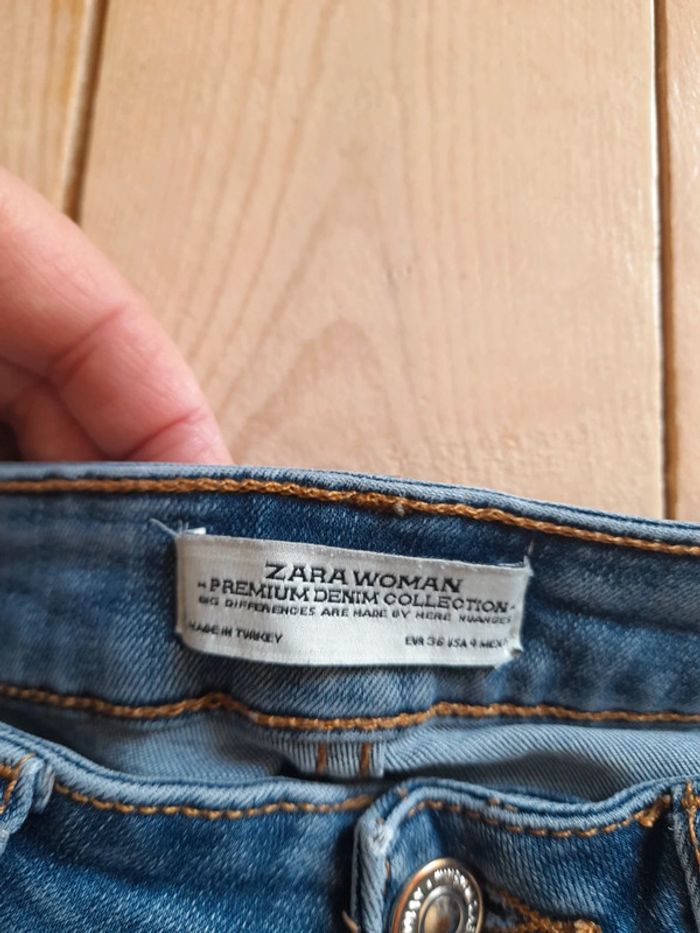 ZARA WOMAN
- PREMIUM DENIM COLLECTION -
BIG DIFFERENCES ARE MADE BY MERE NUANCES
MADE IN TURKEY
EUR 36 USA 4 MEX